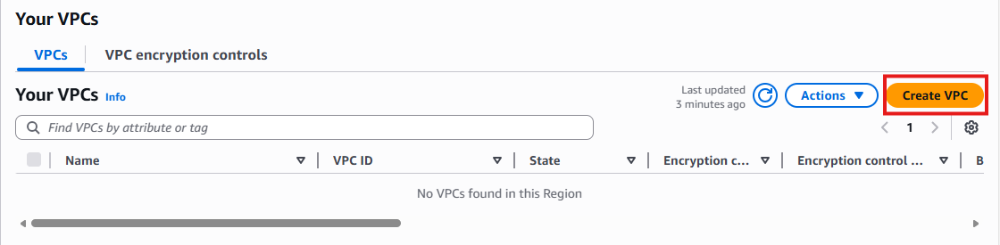 Your VPCs
VPCs VPC encryption controls
Your VPCs Info
Last updated
3 minutes ago
Actions
Create VPC
Find VPCs by attribute or tag
1
Name VPC ID State Encryption c... Encryption control ... B
No VPCs found in this Region